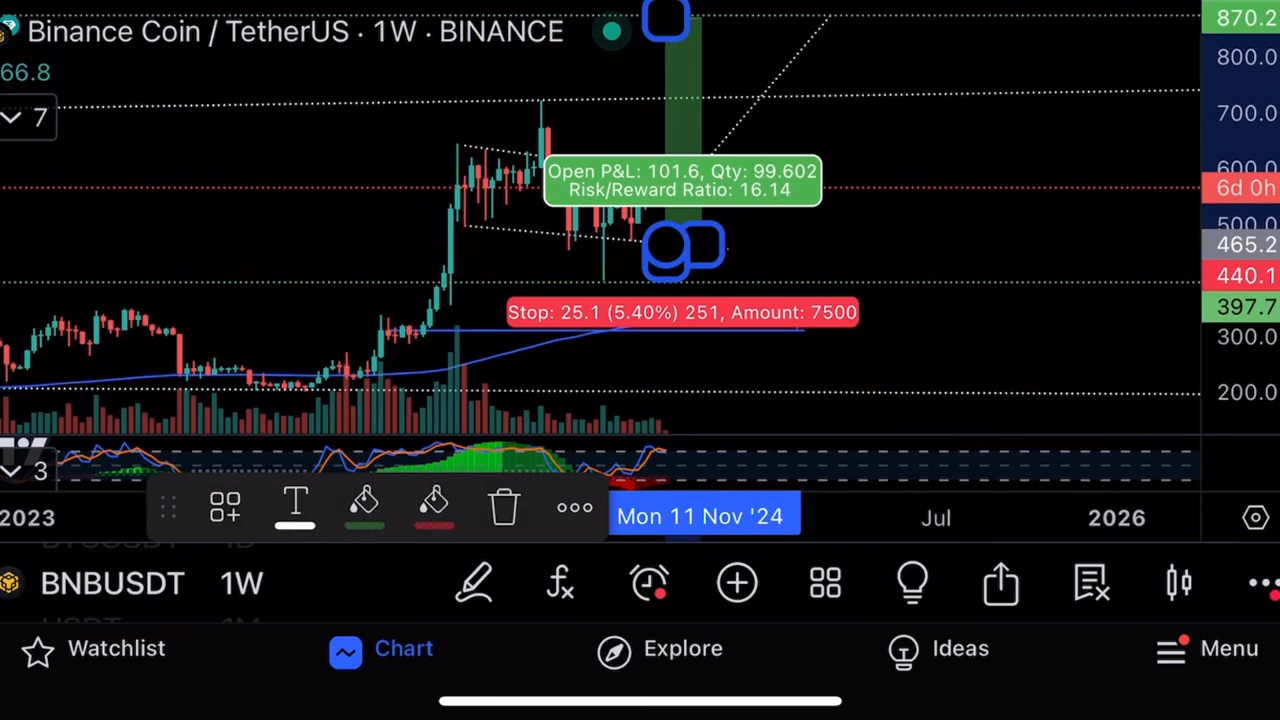 Binance Coin / TetherUS · 1W · BINANCE
66.8
7
870.2
800.0
700.0
600.0
6d 0h
500.0
465.2
440.1
397.7
300.0
200.0
Open P&L: 101.6, Qty: 99.602
Risk/Reward Ratio: 16.14
Stop: 25.1 (5.40%) 251, Amount: 7500
3
2023
T
Mon 11 Nov '24
Jul
2026
BNBUSDT 1W
Watchlist
Chart
Explore
Ideas
Menu